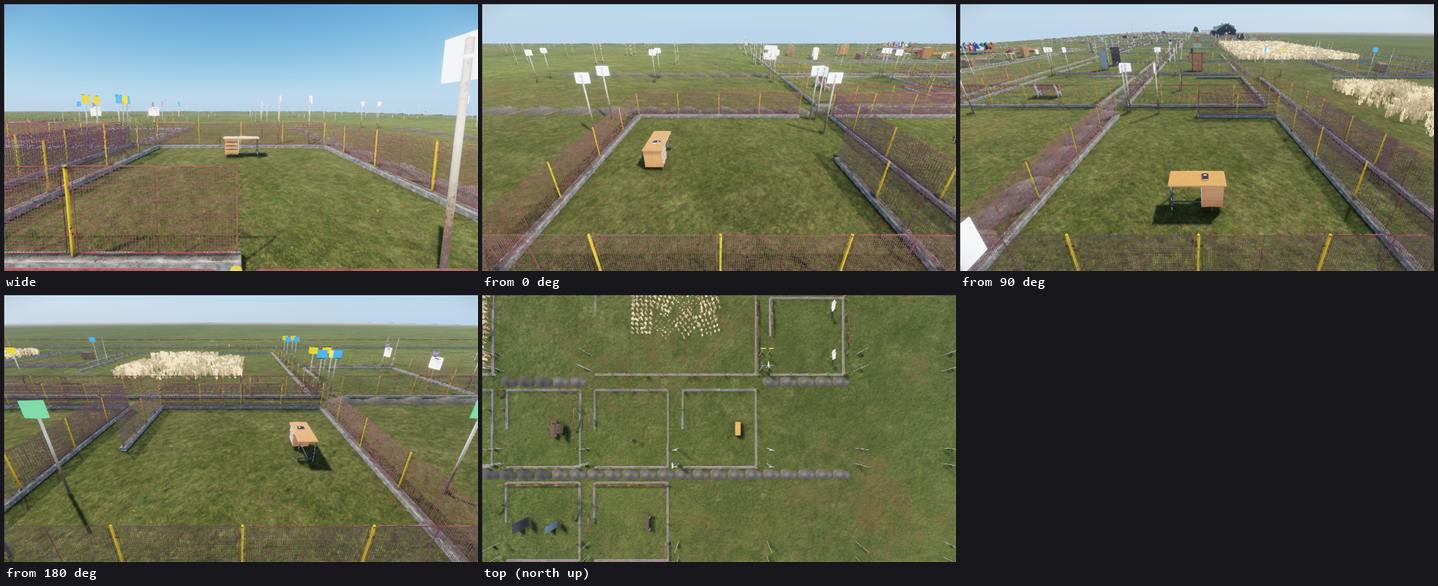 wide
from 0 deg
from 90 deg
from 180 deg
top (north up)